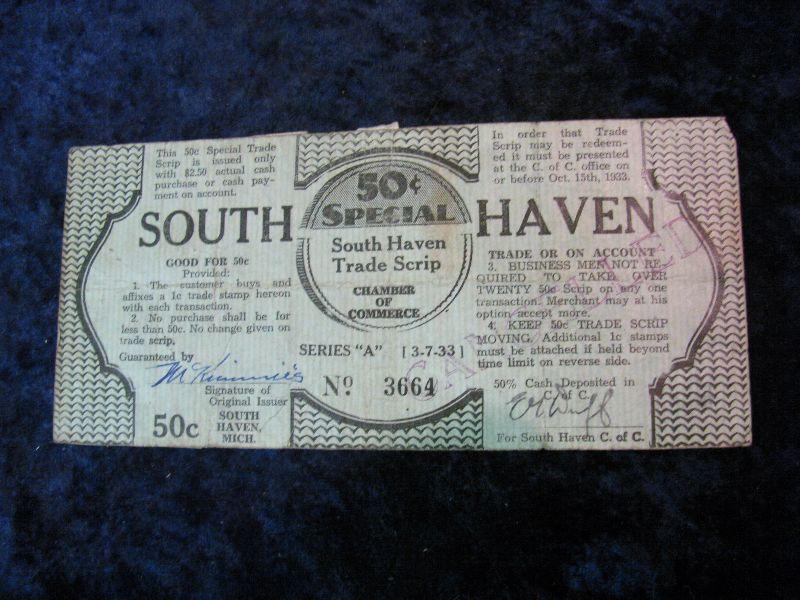 This 50c Special Trade
Scrip is issued only
with $2.50 actual cash
purchase or cash pay-
ment on account.
50¢
SPECIAL
In order that Trade
Scrip may be redeem-
ed it must be presented
at the C. of C. office on
or before Oct. 15th, 1933.
SOUTH HAVEN
South Haven
Trade Scrip
CHAMBER
OF
COMMERCE
GOOD FOR 50c
Provided:
1. The customer buys and
affixes a 1c trade stamp hereon
with each transaction.
2. No purchase shall be for
less than 50c. No change given on
trade scrip.
TRADE OR ON ACCOUNT
3. BUSINESS MEN NOT RE-
QUIRED TO TAKE OVER
TWENTY 50c Scrip on any one
transaction. Merchant may at his
option accept more.
4. KEEP 50c TRADE SCRIP
MOVING. Additional 1c stamps
must be attached if held beyond
time limit on reverse side.
SERIES "A" [3-7-33]
Nº 3664
Guaranteed by
Signature of
Original Issuer
50c
SOUTH
HAVEN,
MICH.
50% Cash Deposited in
C. of C.
For South Haven C. of C.
CANCELLED